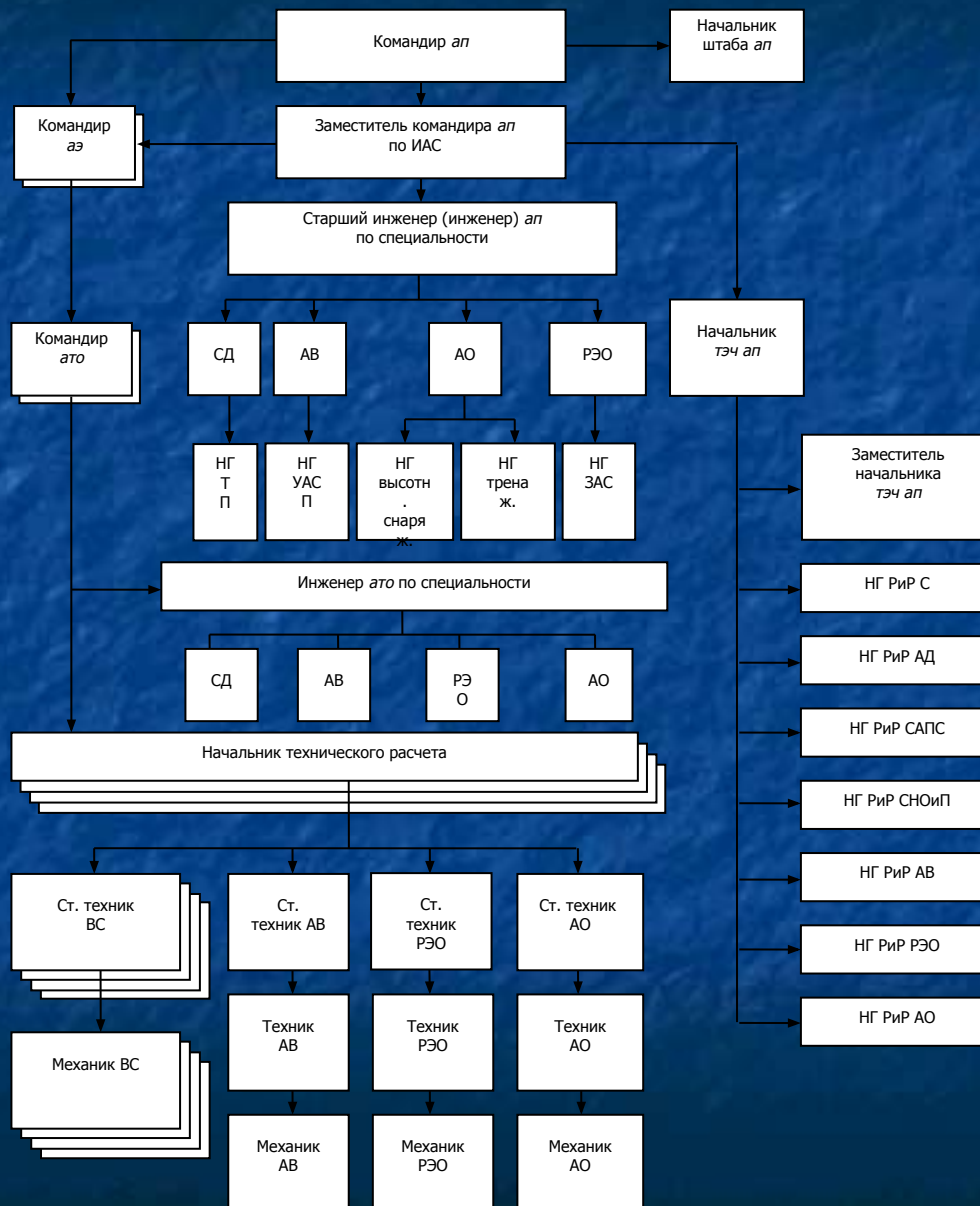 Командир ап
Начальник
штаба ап
Командир
аэ
Заместитель командира ап
по ИАС
Старший инженер (инженер) ап
по специальности
Командир
ато
СД
АВ
АО
РЭО
Начальник
тэч ап
НГ
Т
П
НГ
УАС
П
НГ
высотн
.
снаря
ж.
НГ
трена
ж.
НГ
ЗАС
Заместитель
начальника
тэч ап
Инженер ато по специальности
НГ РиР С
СД
АВ
РЭ
О
АО
НГ РиР АД
Начальник технического расчета
НГ РиР САПС
НГ РиР СНОиП
Ст. техник
ВС
Ст.
техник АВ
Ст.
техник
РЭО
Ст. техник
АО
НГ РиР АВ
НГ РиР РЭО
Техник
АВ
Техник
РЭО
Техник
АО
НГ РиР АО
Механик ВС
Механик
АВ
Механик
РЭО
Механик
АО